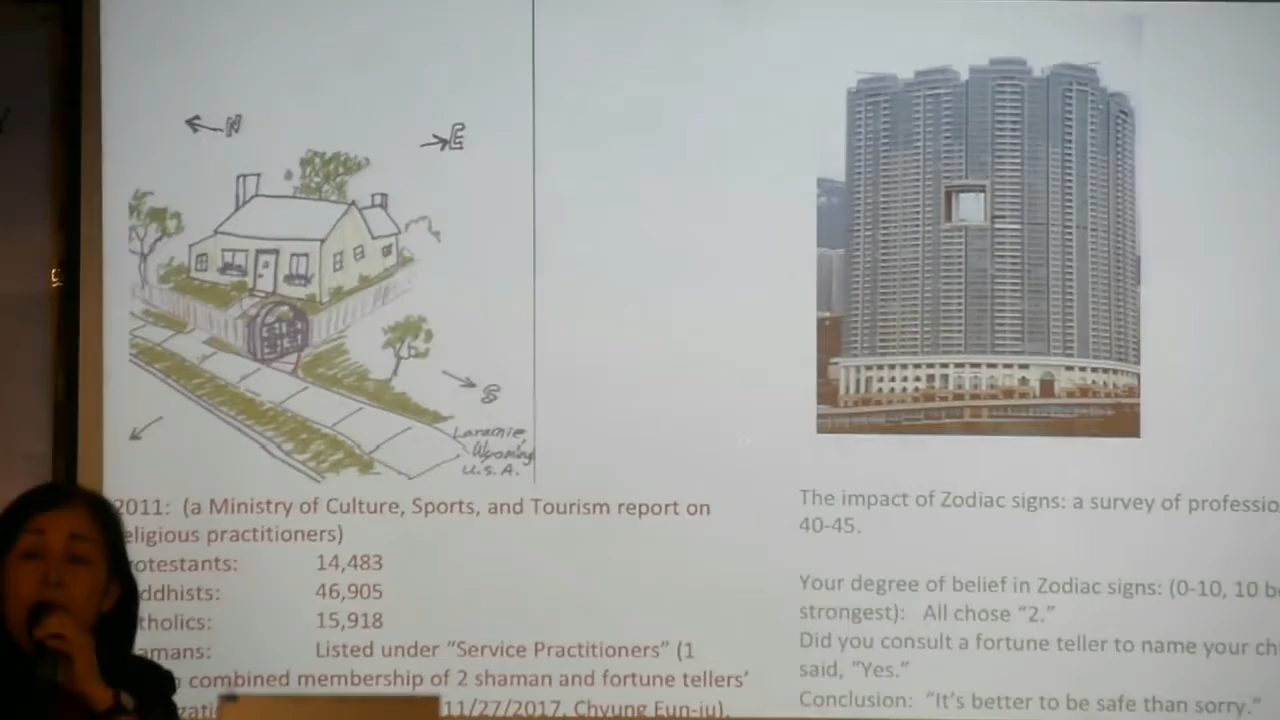 N
E
S
Laramie,
Wyoming
U.S.A.
2011: (a Ministry of Culture, Sports, and Tourism report on
eligious practitioners)
otestants: 14,483
ddhists: 46,905
tholics: 15,918
amans: Listed under “Service Practitioners” (1
combined membership of 2 shaman and fortune tellers’
zati 11/27/2017, Chyung Eun-ju).
The impact of Zodiac signs: a survey of professio
40-45.
Your degree of belief in Zodiac signs: (0-10, 10 b
strongest): All chose “2.”
Did you consult a fortune teller to name your ch
said, “Yes.”
Conclusion: “It’s better to be safe than sorry.”